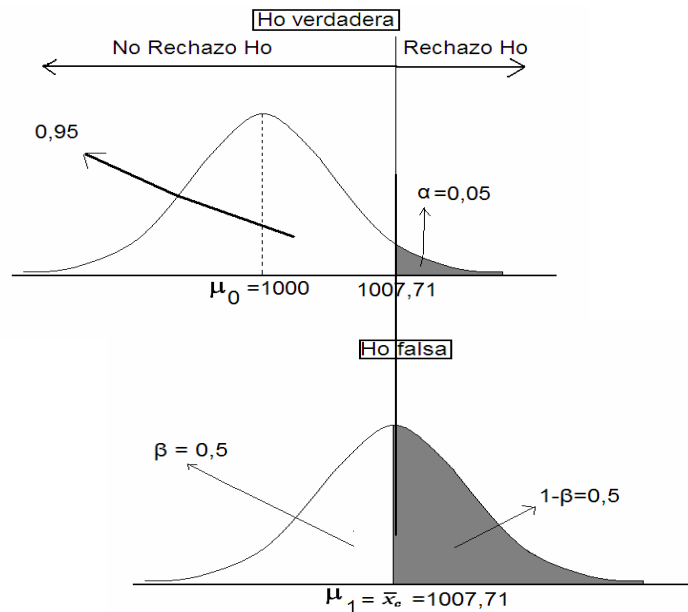 Ho verdadera
No Rechazo Ho
Rechazo Ho
0,95
α=0,05
μ0 =1000
1007,71
Ho falsa
β = 0,5
1-β=0,5
μ1 = x̄c =1007,71